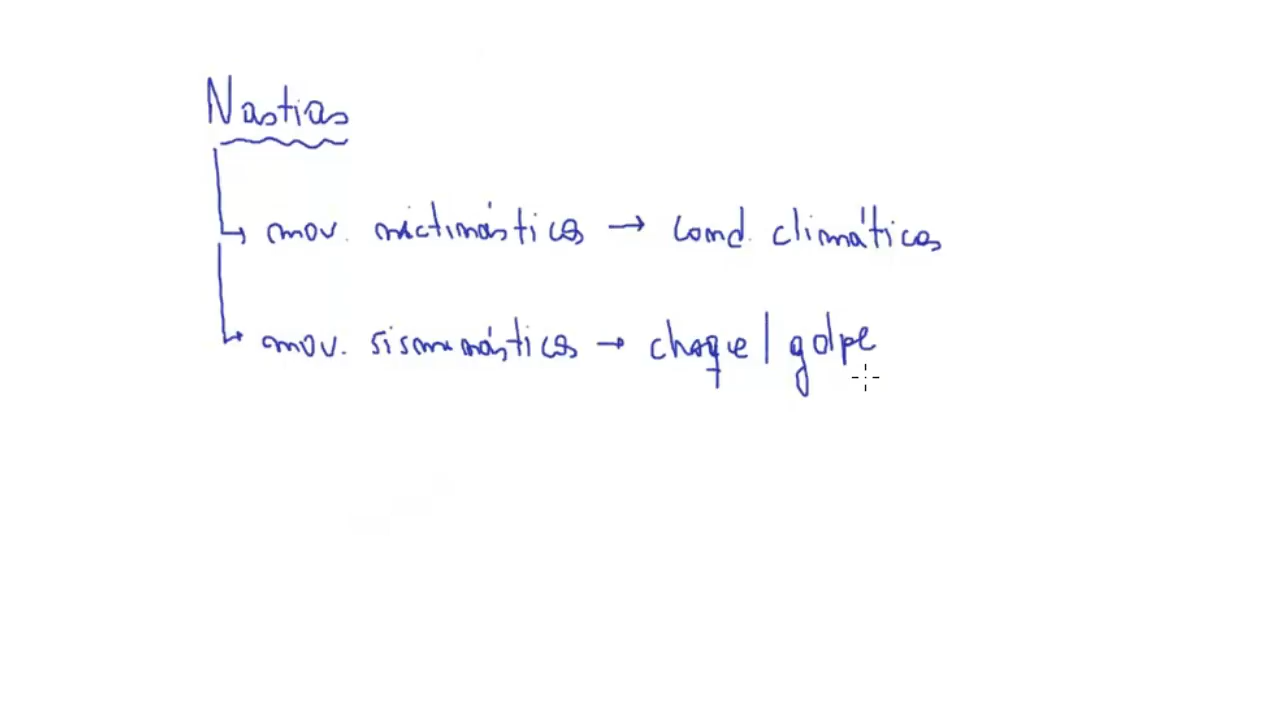 Nastias
mov. nictinásticos → cond. climáticas
mov. sismonásticos → choque | golpe